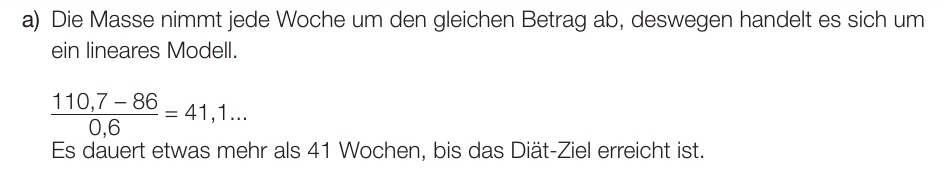 a) Die Masse nimmt jede Woche um den gleichen Betrag ab, deswegen handelt es sich um
ein lineares Modell.
110,7 – 86
0,6
= 41,1...
Es dauert etwas mehr als 41 Wochen, bis das Diät-Ziel erreicht ist.